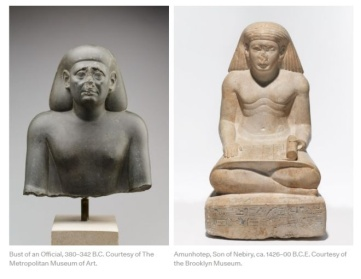 Bust of an Official, 380–342 B.C. Courtesy of The
Metropolitan Museum of Art.
Amunhotep, Son of Nebiry, ca. 1426–00 B.C.E. Courtesy of
the Brooklyn Museum.